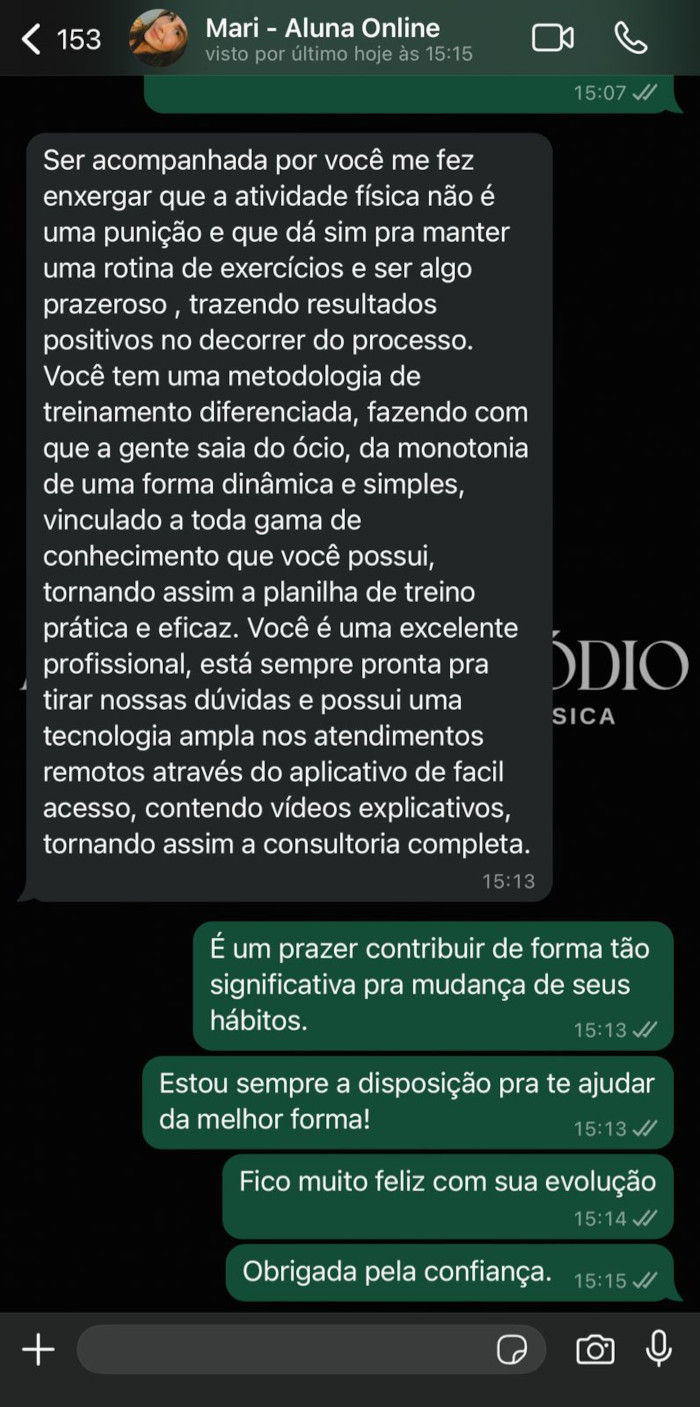 153
Mari - Aluna Online
visto por último hoje às 15:15
15:07
Ser acompanhada por você me fez
enxergar que a atividade física não é
uma punição e que dá sim pra manter
uma rotina de exercícios e ser algo
prazeroso , trazendo resultados
positivos no decorrer do processo.
Você tem uma metodologia de
treinamento diferenciada, fazendo com
que a gente saia do ócio, da monotonia
de uma forma dinâmica e simples,
vinculado a toda gama de
conhecimento que você possui,
tornando assim a planilha de treino
prática e eficaz. Você é uma excelente
profissional, está sempre pronta pra
tirar nossas dúvidas e possui uma
tecnologia ampla nos atendimentos
remotos através do aplicativo de facil
acesso, contendo vídeos explicativos,
tornando assim a consultoria completa.
15:13
ÓDIO
SICA
É um prazer contribuir de forma tão
significativa pra mudança de seus
hábitos.
15:13
Estou sempre a disposição pra te ajudar
da melhor forma!
15:13
Fico muito feliz com sua evolução
15:14
Obrigada pela confiança.
15:15